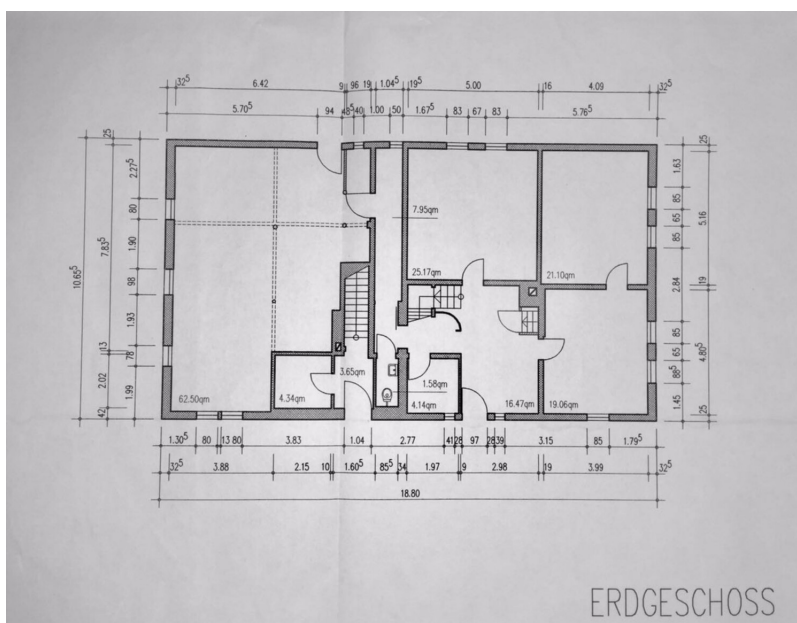 32⁵ 6.42 9 96 19 1.04⁵ 19⁵ 5.00 16 4.09 32⁵
5.70⁵ 94 48⁵ 40 1.00 50 1.67⁵ 83 67 83 5.76⁵
25 2.27⁵ 80 1.90 98 1.93 78 1.99
7.83⁵ 13 2.02 42
10.65⁵
25 1.63 85 65 85 2.84 85 65 88⁵ 1.45
5.16 19 4.80⁵ 25
7.95qm
25.17qm
21.10qm
62.50qm
4.34qm
3.65qm
1.58qm
4.14qm
16.47qm
19.06qm
1.30⁵ 80 13 80 3.83 1.04 2.77 41 28 97 28 39 3.15 85 1.79⁵
32⁵ 3.88 2.15 10 1.60⁵ 85⁵ 34 1.97 9 2.98 19 3.99 32⁵
18.80
ERDGESCHOSS